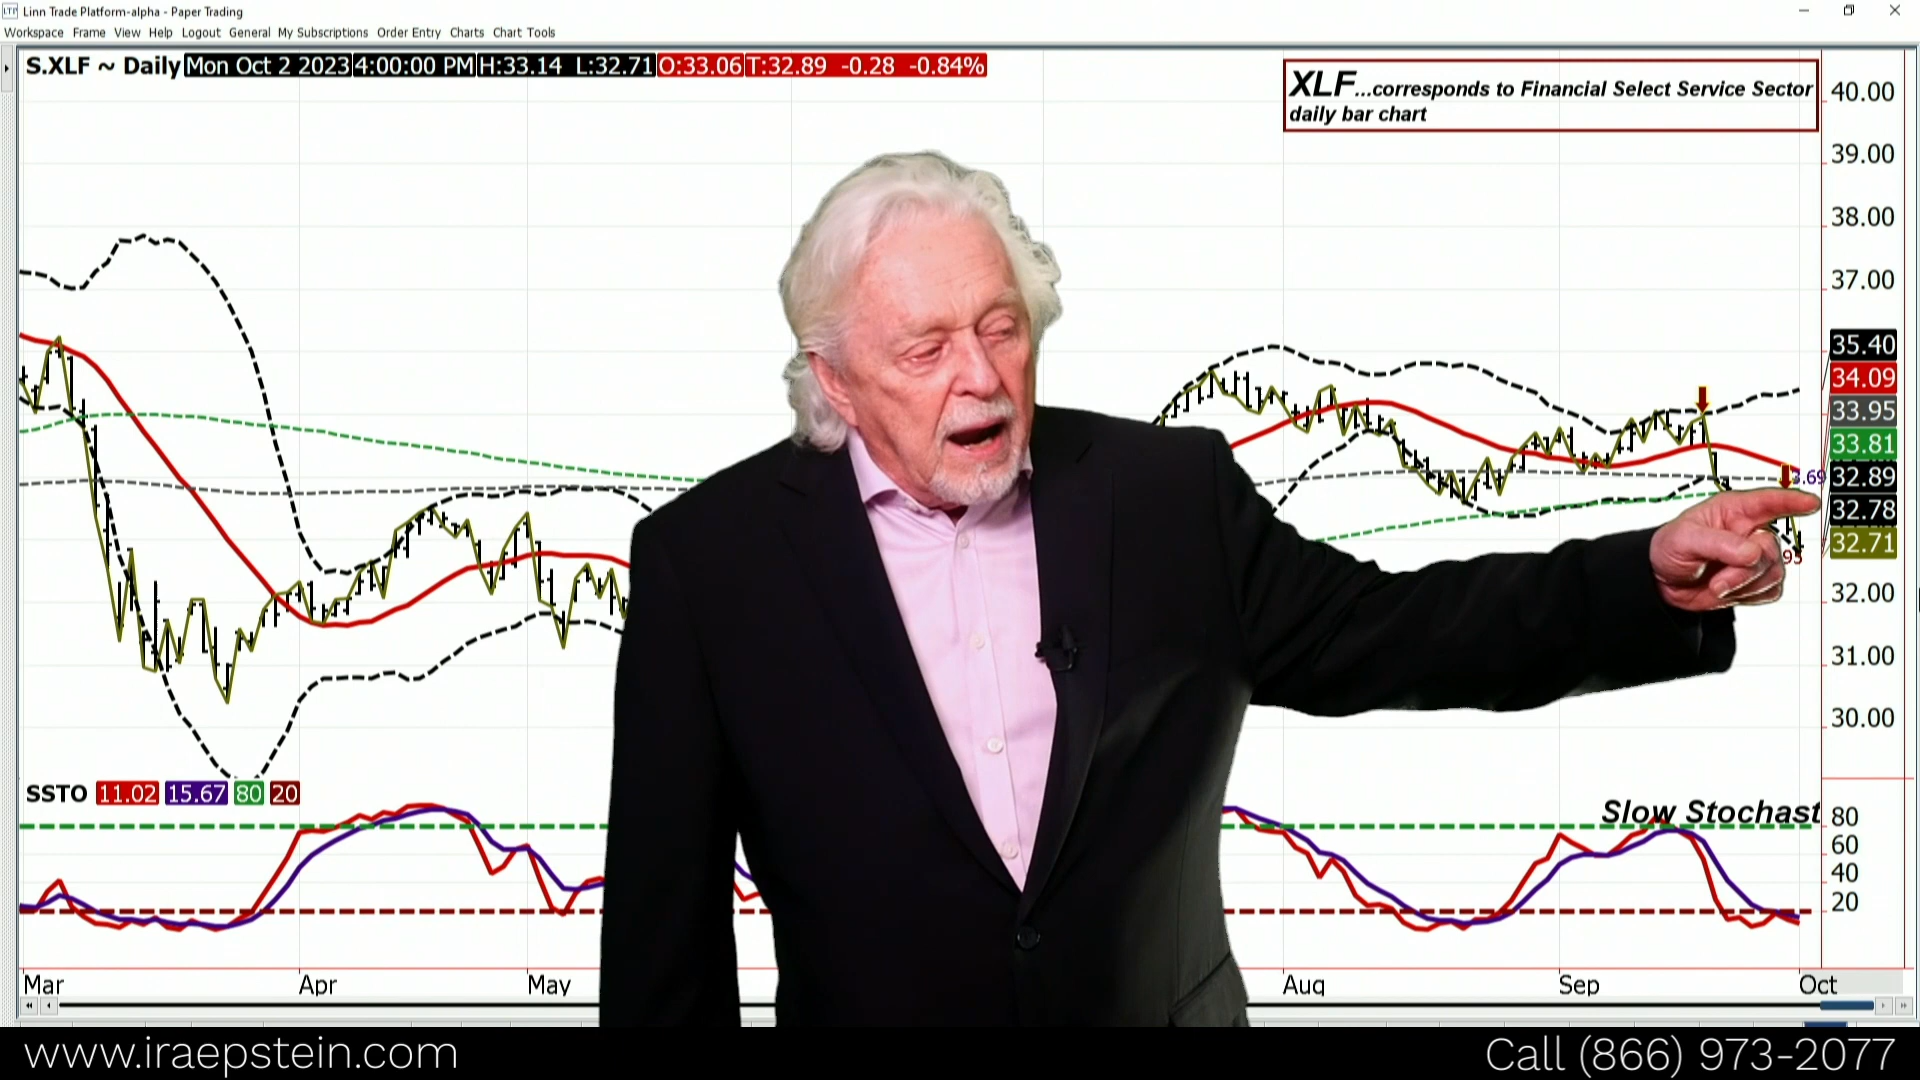 Linn Trade Platform-alpha - Paper Trading
Workspace Frame View Help Logout General My Subscriptions Order Entry Charts Chart Tools
S.XLF ~ Daily Mon Oct 2 2023 4:00:00 PM H:33.14 L:32.71 O:33.06 T:32.89 -0.28 -0.84%
XLF...corresponds to Financial Select Service Sector
daily bar chart
40.00
39.00
38.00
37.00
35.40
34.09
33.95
33.81
32.89
32.78
32.71
32.00
31.00
30.00
SSTO 11.02 15.67 80 20
Slow Stochast
80
60
40
20
Mar Apr May Aug Sep Oct
www.iraepstein.com
Call (866) 973-2077